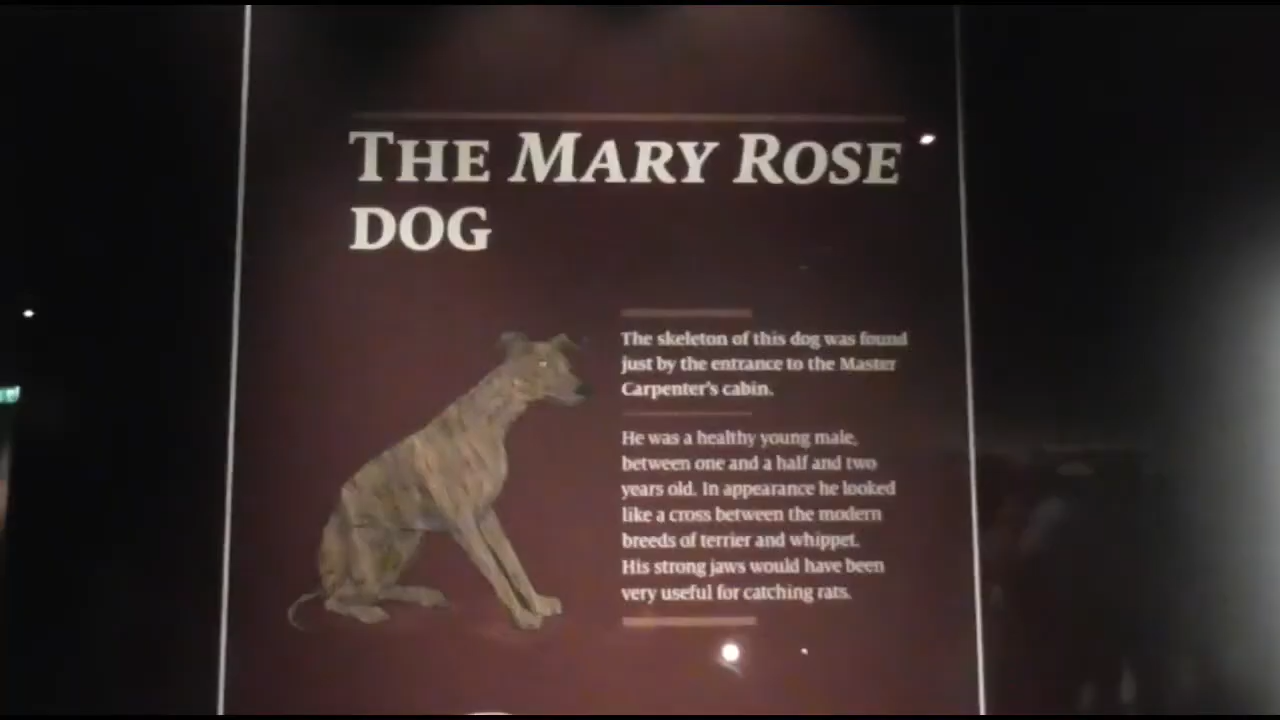 THE MARY ROSE
DOG
The skeleton of this dog was found
just by the entrance to the Master
Carpenter's cabin.
He was a healthy young male,
between one and a half and two
years old. In appearance he looked
like a cross between the modern
breeds of terrier and whippet.
His strong jaws would have been
very useful for catching rats.